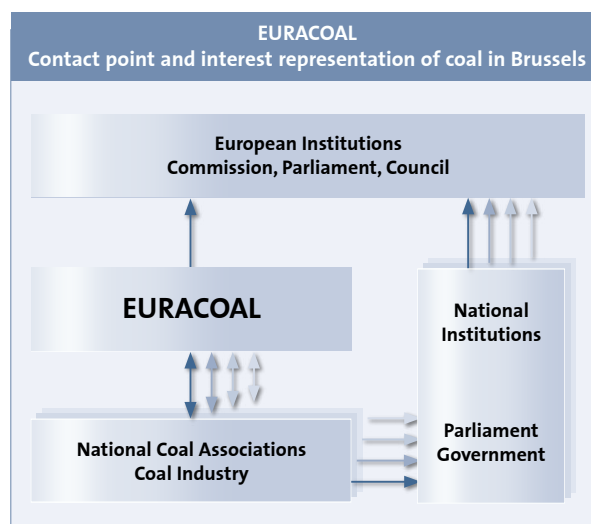 EURACOAL
Contact point and interest representation of coal in Brussels
European Institutions
Commission, Parliament, Council
EURACOAL
National
Institutions
Parliament
Government
National Coal Associations
Coal Industry